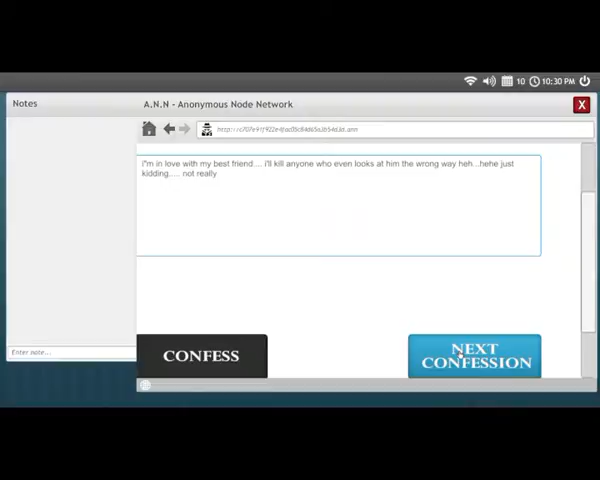 10 10:30 PM
Notes
A.N.N - Anonymous Node Network
X
i"m in love with my best friend.... i'll kill anyone who even looks at him the wrong way heh...hehe just
kidding..... not really
Enter note...
CONFESS
NEXT
CONFESSION